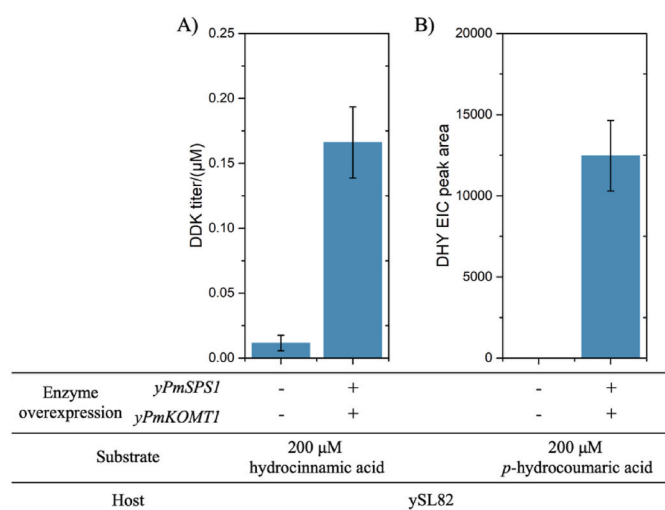 A)
B)
DDK titer/(µM)
0.25
0.20
0.15
0.10
0.05
0.00
DHY EIC peak area
20000
15000
10000
5000
0
Enzyme overexpression
yPmSPS1 - + - +
yPmKOMT1 - + - +
Substrate
200 µM
hydrocinnamic acid
200 µM
p-hydrocoumaric acid
Host
ySL82